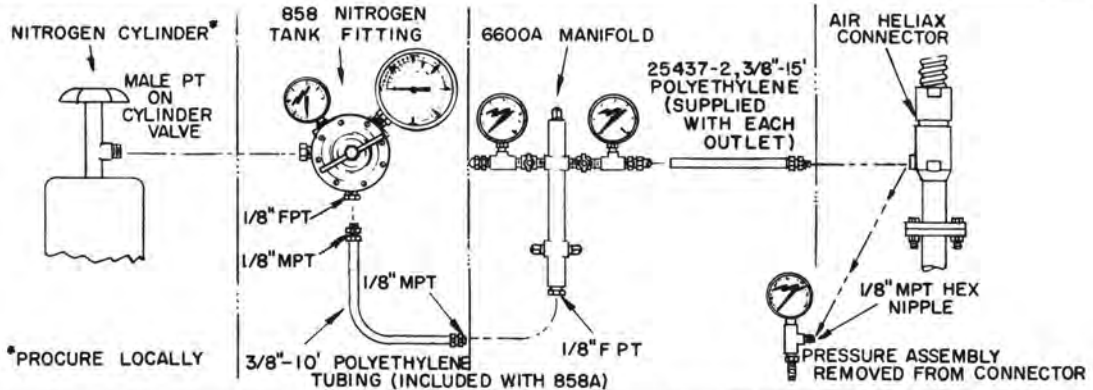 NITROGEN CYLINDER*
MALE PT
ON
CYLINDER
VALVE
*PROCURE LOCALLY
858 NITROGEN
TANK FITTING
1/8" FPT
1/8" MPT
1/8" MPT
3/8"-10' POLYETHYLENE
TUBING (INCLUDED WITH 858A)
6600A MANIFOLD
25437-2, 3/8"-15'
POLYETHYLENE
(SUPPLIED
WITH EACH
OUTLET)
1/8" F PT
AIR HELIAX
CONNECTOR
1/8" MPT HEX
NIPPLE
PRESSURE ASSEMBLY
REMOVED FROM CONNECTOR